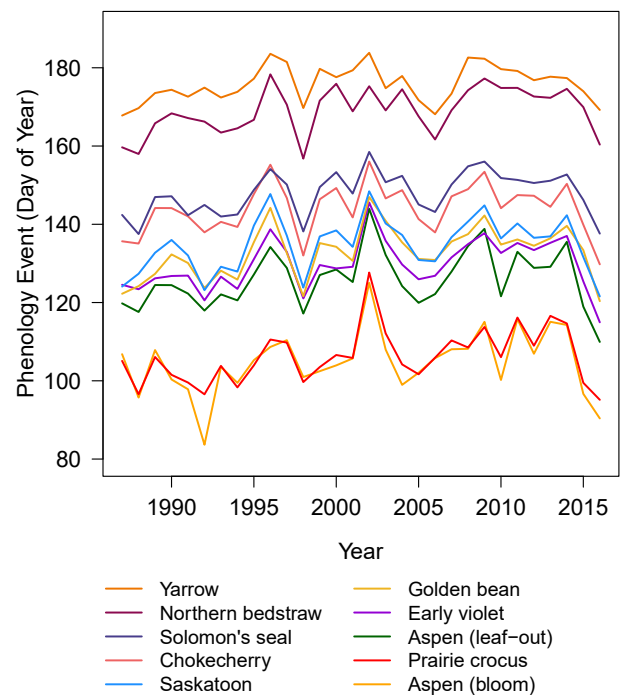 Phenology Event (Day of Year)
180
160
140
120
100
80
1990 1995 2000 2005 2010 2015
Year
Yarrow
Northern bedstraw
Solomon's seal
Chokecherry
Saskatoon
Golden bean
Early violet
Aspen (leaf−out)
Prairie crocus
Aspen (bloom)